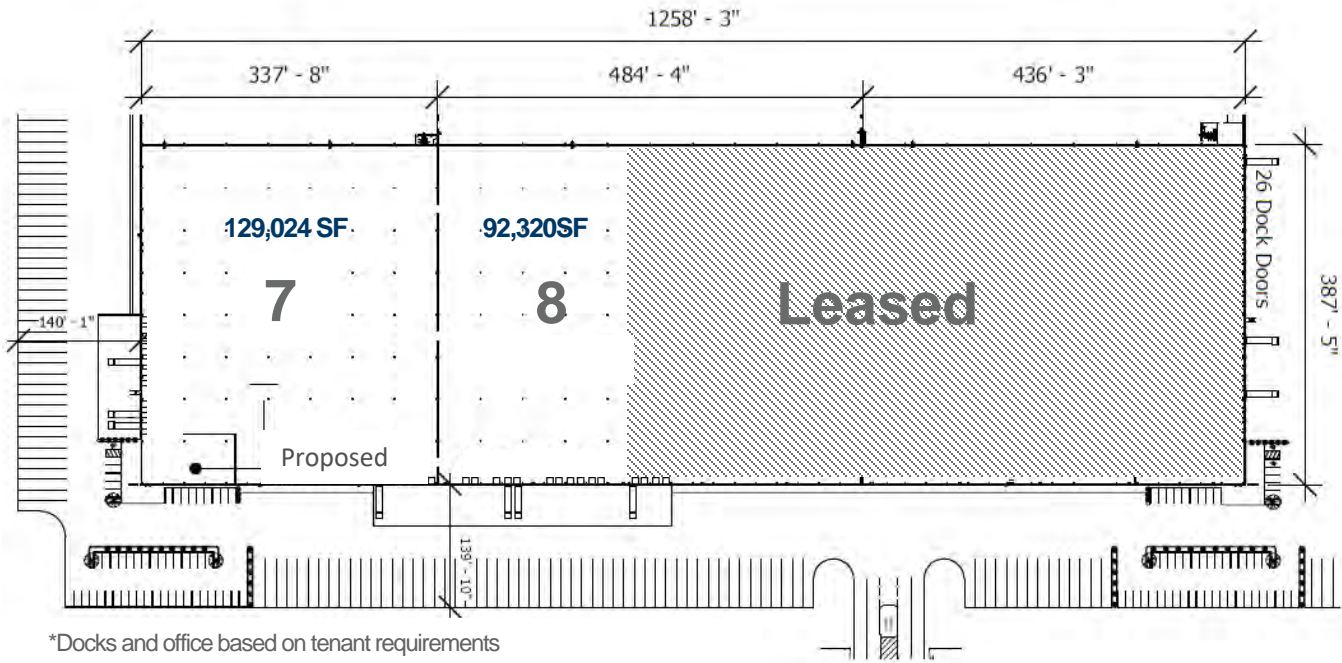 1258' - 3"
337' - 8"
484' - 4"
436' - 3"
129,024 SF
92,320SF
26 Dock Doors
7
8
Leased
387' - 5"
140' - 1"
Proposed
139' - 10"
*Docks and office based on tenant requirements